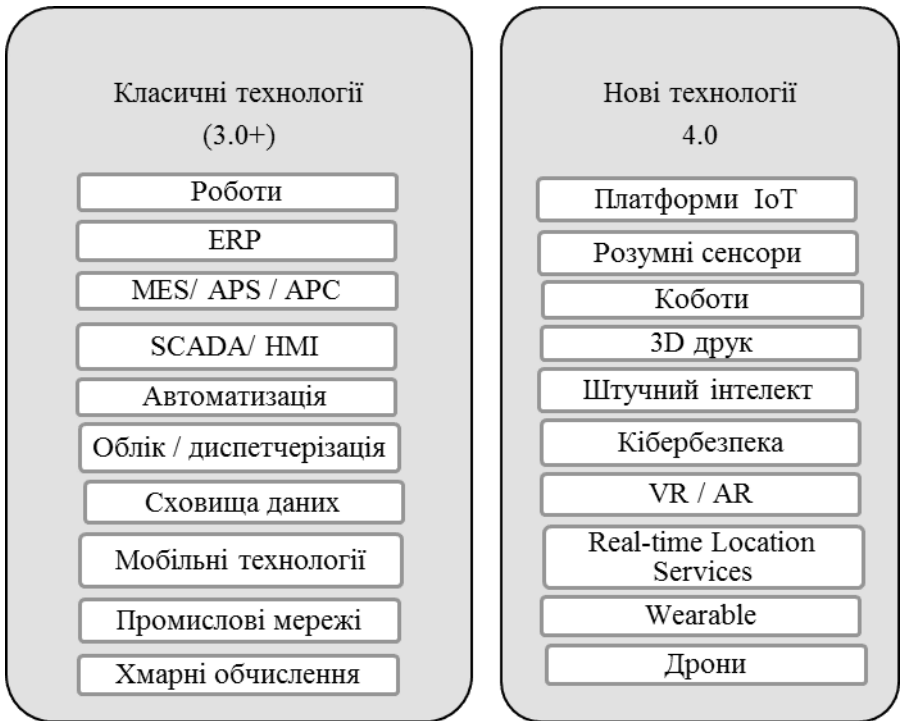 Класичні технології
(3.0+)
Роботи
ERP
MES/ APS / APC
SCADA/ HMI
Автоматизація
Облік / диспетчерізація
Сховища даних
Мобільні технології
Промислові мережі
Хмарні обчислення
Нові технології
4.0
Платформи IoT
Розумні сенсори
Коботи
3D друк
Штучний інтелект
Кібербезпека
VR / AR
Real-time Location
Services
Wearable
Дрони